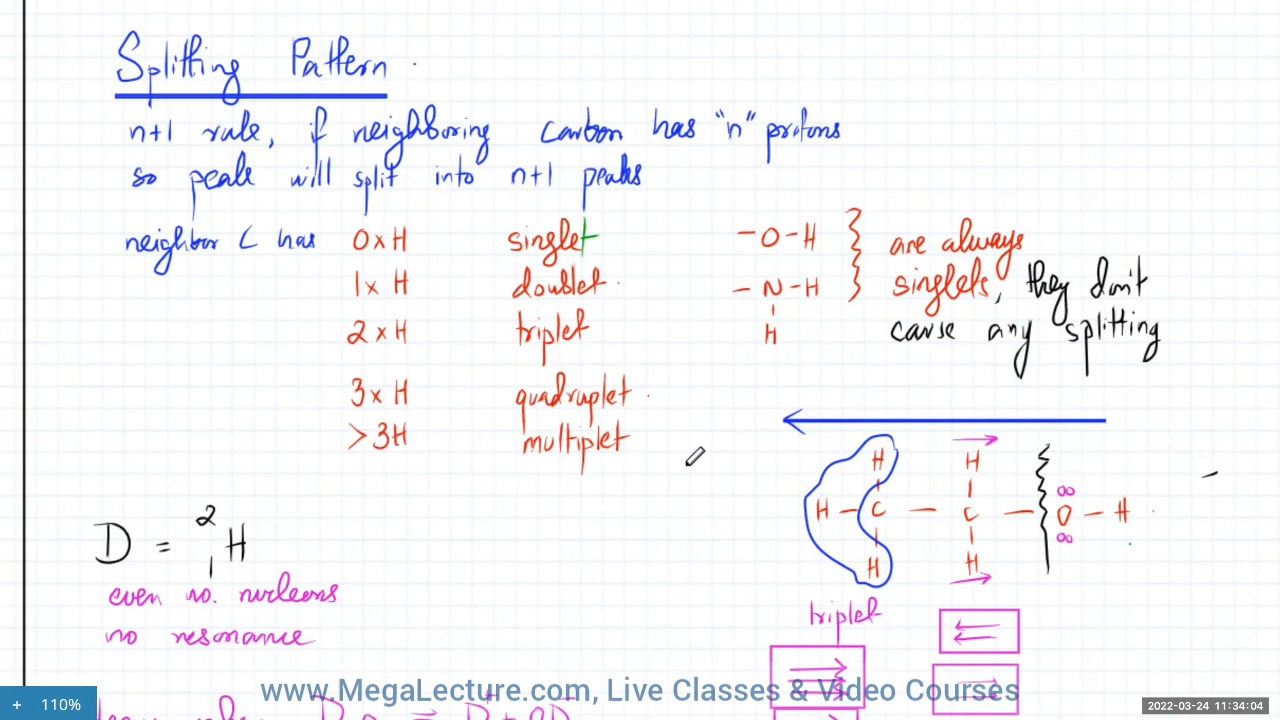 Splitting Pattern.
n+1 rule, if neighboring carbon has "n" protons
so peak will split into n+1 peaks
neighbor C has 0 x H singlet
1 x H doublet.
2 x H triplet
3 x H quadruplet.
>3H multiplet
-O-H
-N-H
H
are always
singlets, they don't
cause any splitting
H H
H - C - C - O - H
H H
triplet
D = ²₁H
even no. nucleons
no resonance
www.MegaLecture.com, Live Classes & Video Courses
+ 110%
2022-03-24 11:34:04